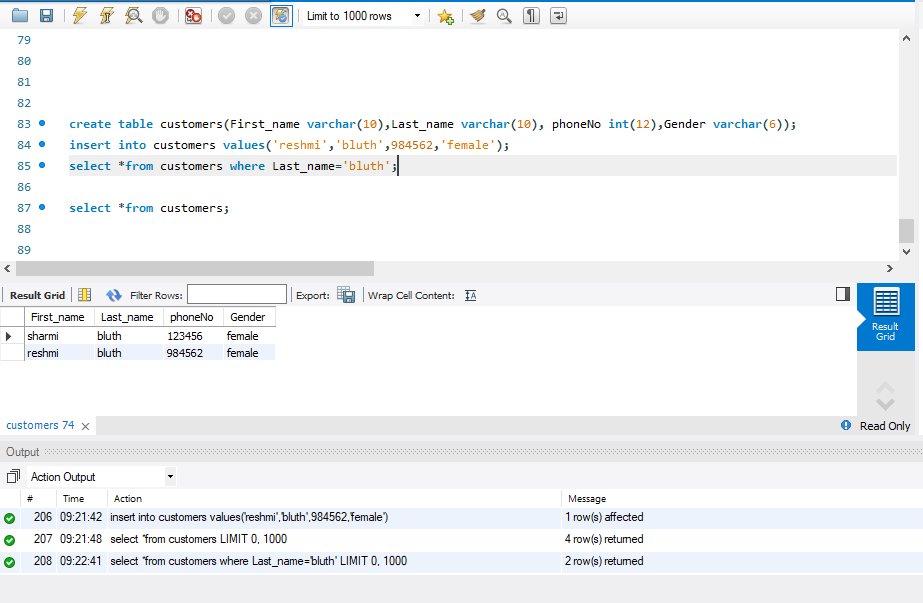 Limit to 1000 rows
79
80
81
82
83 create table customers(First_name varchar(10),Last_name varchar(10), phoneNo int(12),Gender varchar(6));
84 insert into customers values('reshmi','bluth',984562,'female');
85 select *from customers where Last_name='bluth';
86
87 select *from customers;
88
89
Result Grid Filter Rows: Export: Wrap Cell Content:
First_name Last_name phoneNo Gender
sharmi bluth 123456 female
reshmi bluth 984562 female
Result
Grid
customers 74 Read Only
Output
Action Output
# Time Action Message
206 09:21:42 insert into customers values('reshmi','bluth',984562,'female') 1 row(s) affected
207 09:21:48 select *from customers LIMIT 0, 1000 4 row(s) returned
208 09:22:41 select *from customers where Last_name='bluth' LIMIT 0, 1000 2 row(s) returned